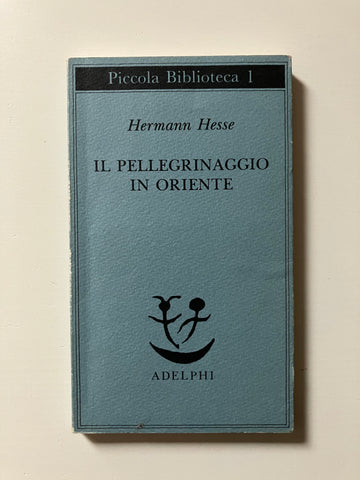 Piccola Biblioteca 1
Hermann Hesse
IL PELLEGRINAGGIO
IN ORIENTE
ADELPHI